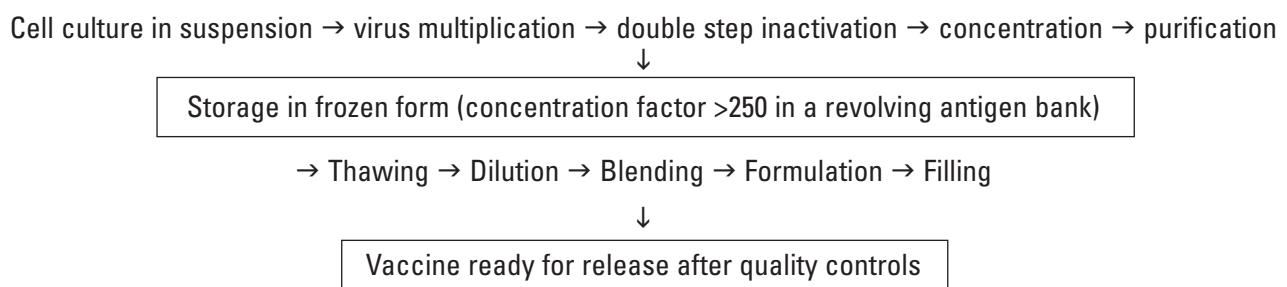 Cell culture in suspension → virus multiplication → double step inactivation → concentration → purification
↓
Storage in frozen form (concentration factor >250 in a revolving antigen bank)
→ Thawing → Dilution → Blending → Formulation → Filling
↓
Vaccine ready for release after quality controls